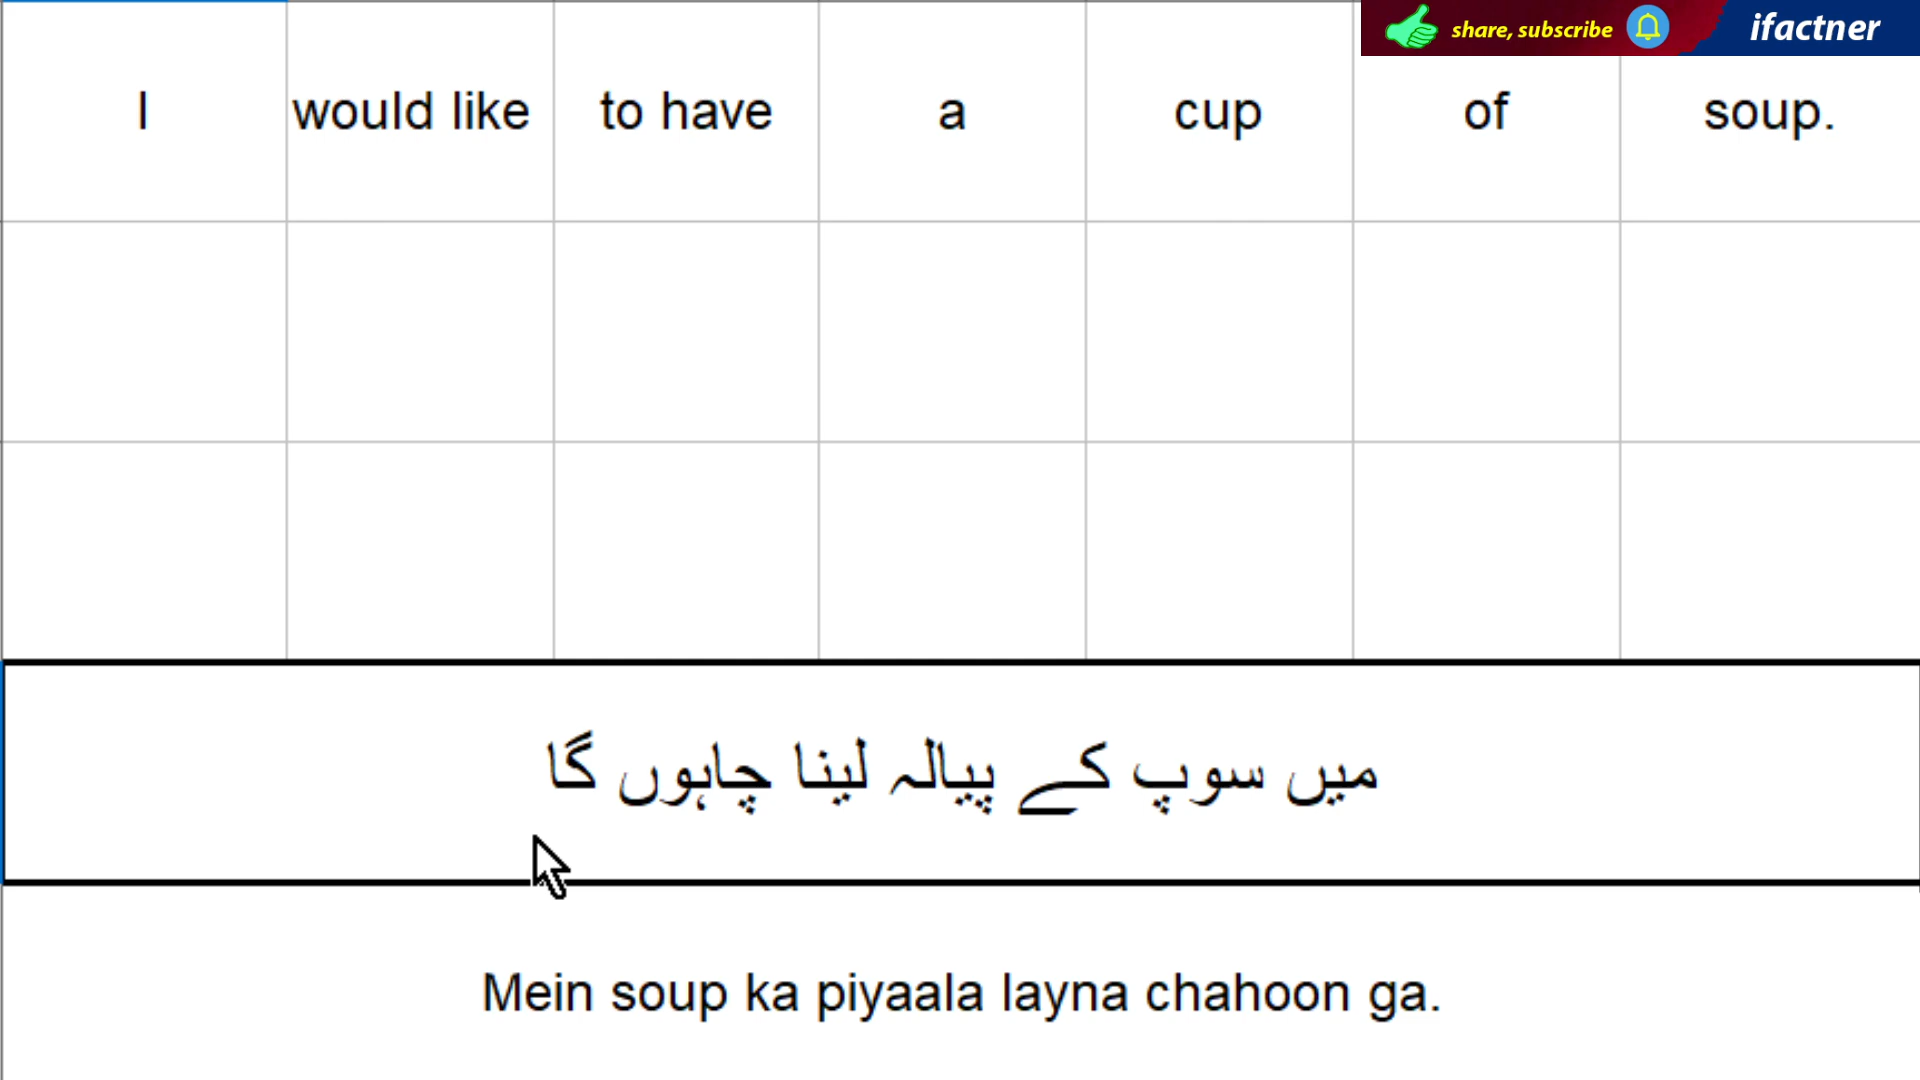 share, subscribe ifactner
I would like to have a cup of soup.
میں سوپ کے پیالہ لینا چاہوں گا
Mein soup ka piyaala layna chahoon ga.